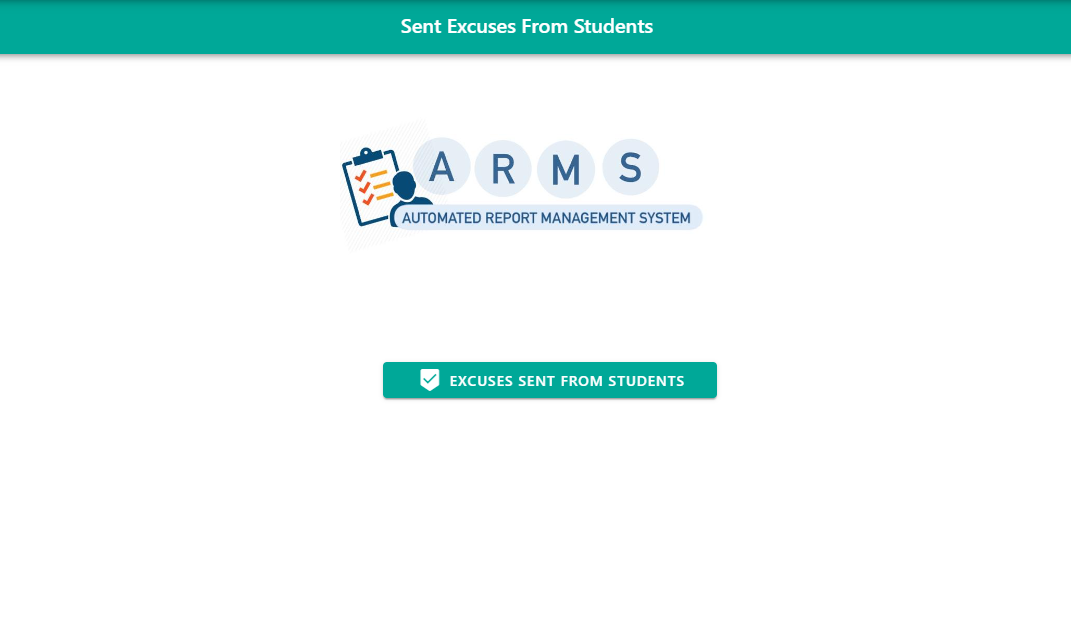 Sent Excuses From Students
A R M S
AUTOMATED REPORT MANAGEMENT SYSTEM
EXCUSES SENT FROM STUDENTS